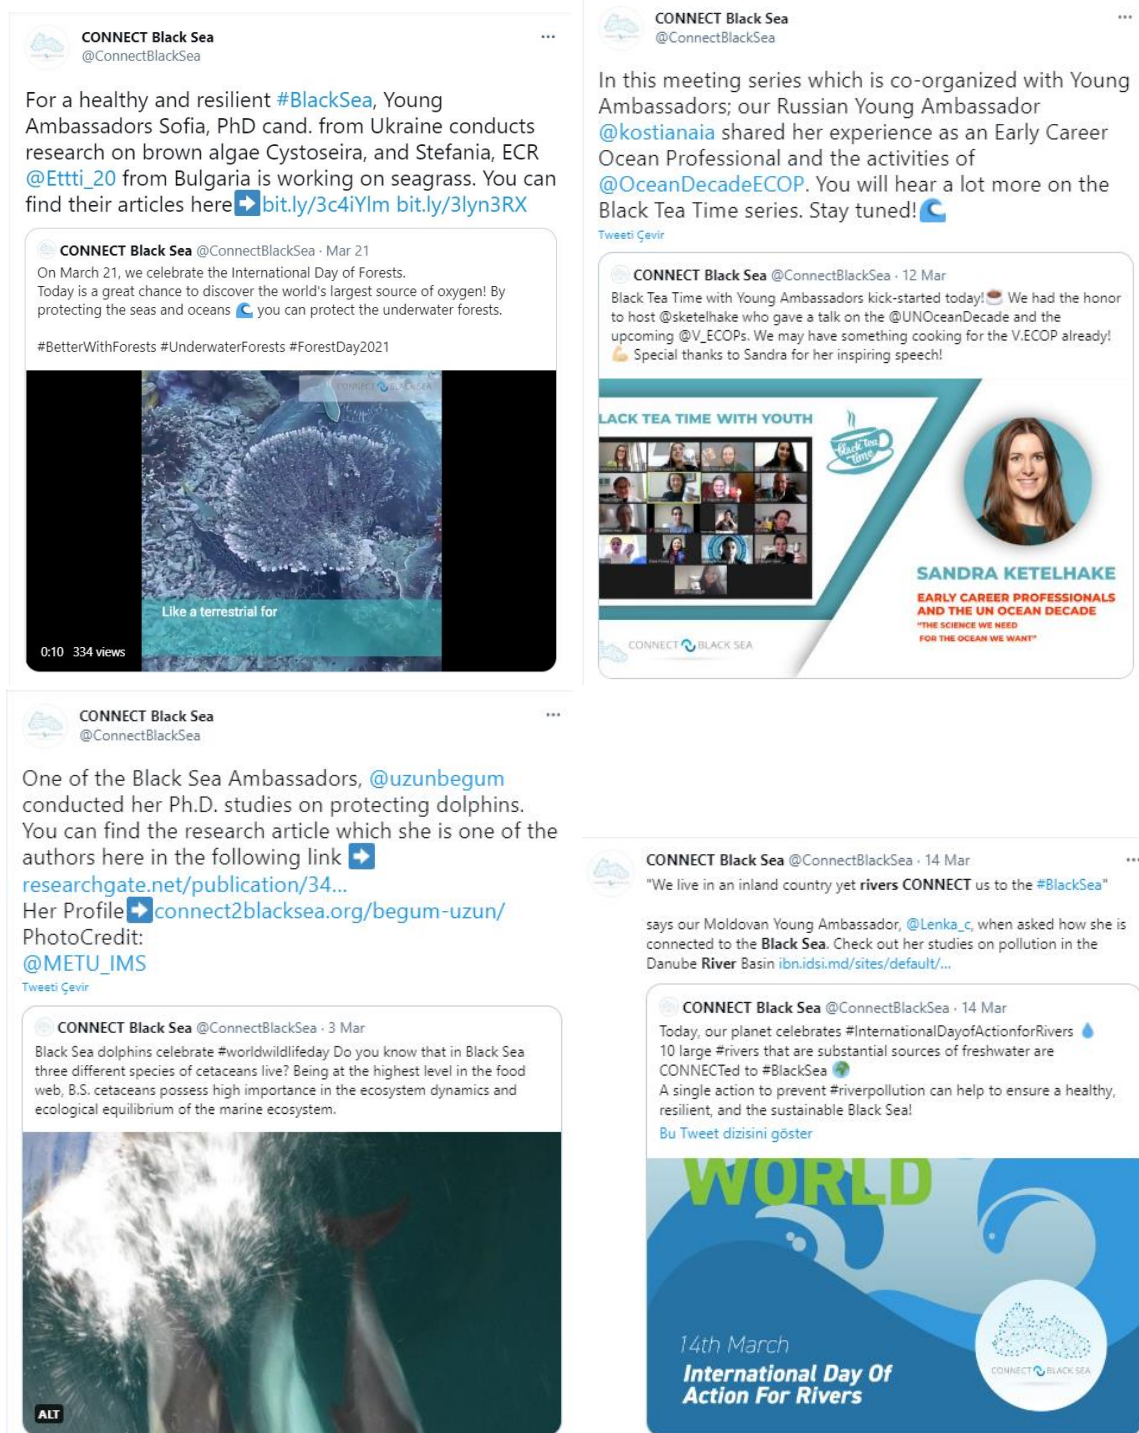 CONNECT Black Sea
@ConnectBlackSea
For a healthy and resilient #BlackSea, Young
Ambassadors Sofia, PhD cand. from Ukraine conducts
research on brown algae Cystoseira, and Stefania, ECR
@Ettti_20 from Bulgaria is working on seagrass. You can
find their articles here➡️bit.ly/3c4iYlm bit.ly/3lyn3RX
CONNECT Black Sea @ConnectBlackSea · Mar 21
On March 21, we celebrate the International Day of Forests.
Today is a great chance to discover the world's largest source of oxygen! By
protecting the seas and oceans 🌊 you can protect the underwater forests.
#BetterWithForests #UnderwaterForests #ForestDay2021
CONNECT BLACK SEA
Like a terrestrial for
0:10 334 views
CONNECT Black Sea
@ConnectBlackSea
In this meeting series which is co-organized with Young
Ambassadors; our Russian Young Ambassador
@kostianaia shared her experience as an Early Career
Ocean Professional and the activities of
@OceanDecadeECOP. You will hear a lot more on the
Black Tea Time series. Stay tuned!🌊
Tweeti Çevir
CONNECT Black Sea @ConnectBlackSea · 12 Mar
Black Tea Time with Young Ambassadors kick-started today!☕ We had the honor
to host @sketelhake who gave a talk on the @UNOceanDecade and the
upcoming @V_ECOPs. We may have something cooking for the V.ECOP already!
💪🏻 Special thanks to Sandra for her inspiring speech!
LACK TEA TIME WITH YOUTH
black tea
time
SANDRA KETELHAKE
EARLY CAREER PROFESSIONALS
AND THE UN OCEAN DECADE
"THE SCIENCE WE NEED
FOR THE OCEAN WE WANT"
CONNECT BLACK SEA
CONNECT Black Sea
@ConnectBlackSea
One of the Black Sea Ambassadors, @uzunbegum
conducted her Ph.D. studies on protecting dolphins.
You can find the research article which she is one of the
authors here in the following link ➡️
researchgate.net/publication/34...
Her Profile➡️connect2blacksea.org/begum-uzun/
PhotoCredit:
@METU_IMS
Tweeti Çevir
CONNECT Black Sea @ConnectBlackSea · 3 Mar
Black Sea dolphins celebrate #worldwildlifeday Do you know that in Black Sea
three different species of cetaceans live? Being at the highest level in the food
web, B.S. cetaceans possess high importance in the ecosystem dynamics and
ecological equilibrium of the marine ecosystem.
ALT
CONNECT Black Sea @ConnectBlackSea · 14 Mar
"We live in an inland country yet rivers CONNECT us to the #BlackSea"
says our Moldovan Young Ambassador, @Lenka_c, when asked how she is
connected to the Black Sea. Check out her studies on pollution in the
Danube River Basin ibn.idsi.md/sites/default/...
CONNECT Black Sea @ConnectBlackSea · 14 Mar
Today, our planet celebrates #InternationalDayofActionforRivers 💧
10 large #rivers that are substantial sources of freshwater are
CONNECTed to #BlackSea 🌍
A single action to prevent #riverpollution can help to ensure a healthy,
resilient, and the sustainable Black Sea!
Bu Tweet dizisini göster
WORLD
14th March
International Day Of
Action For Rivers
CONNECT BLACK SEA